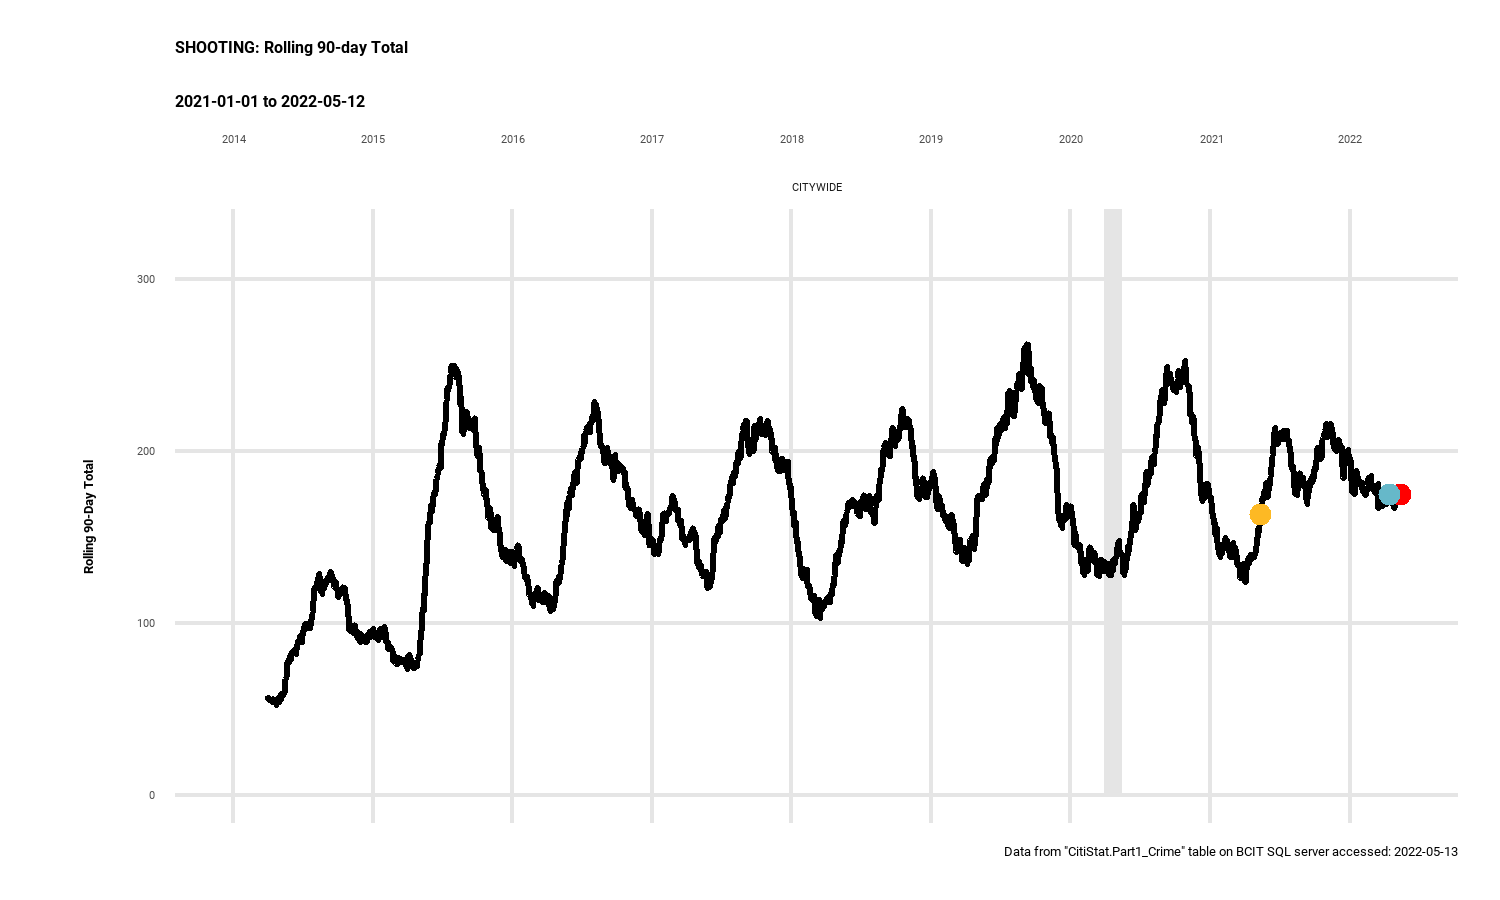 SHOOTING: Rolling 90-day Total
2021-01-01 to 2022-05-12
2014 2015 2016 2017 2018 2019 2020 2021 2022
CITYWIDE
300
200
100
0
Rolling 90-Day Total
Data from "CitiStat.Part1_Crime" table on BCIT SQL server accessed: 2022-05-13